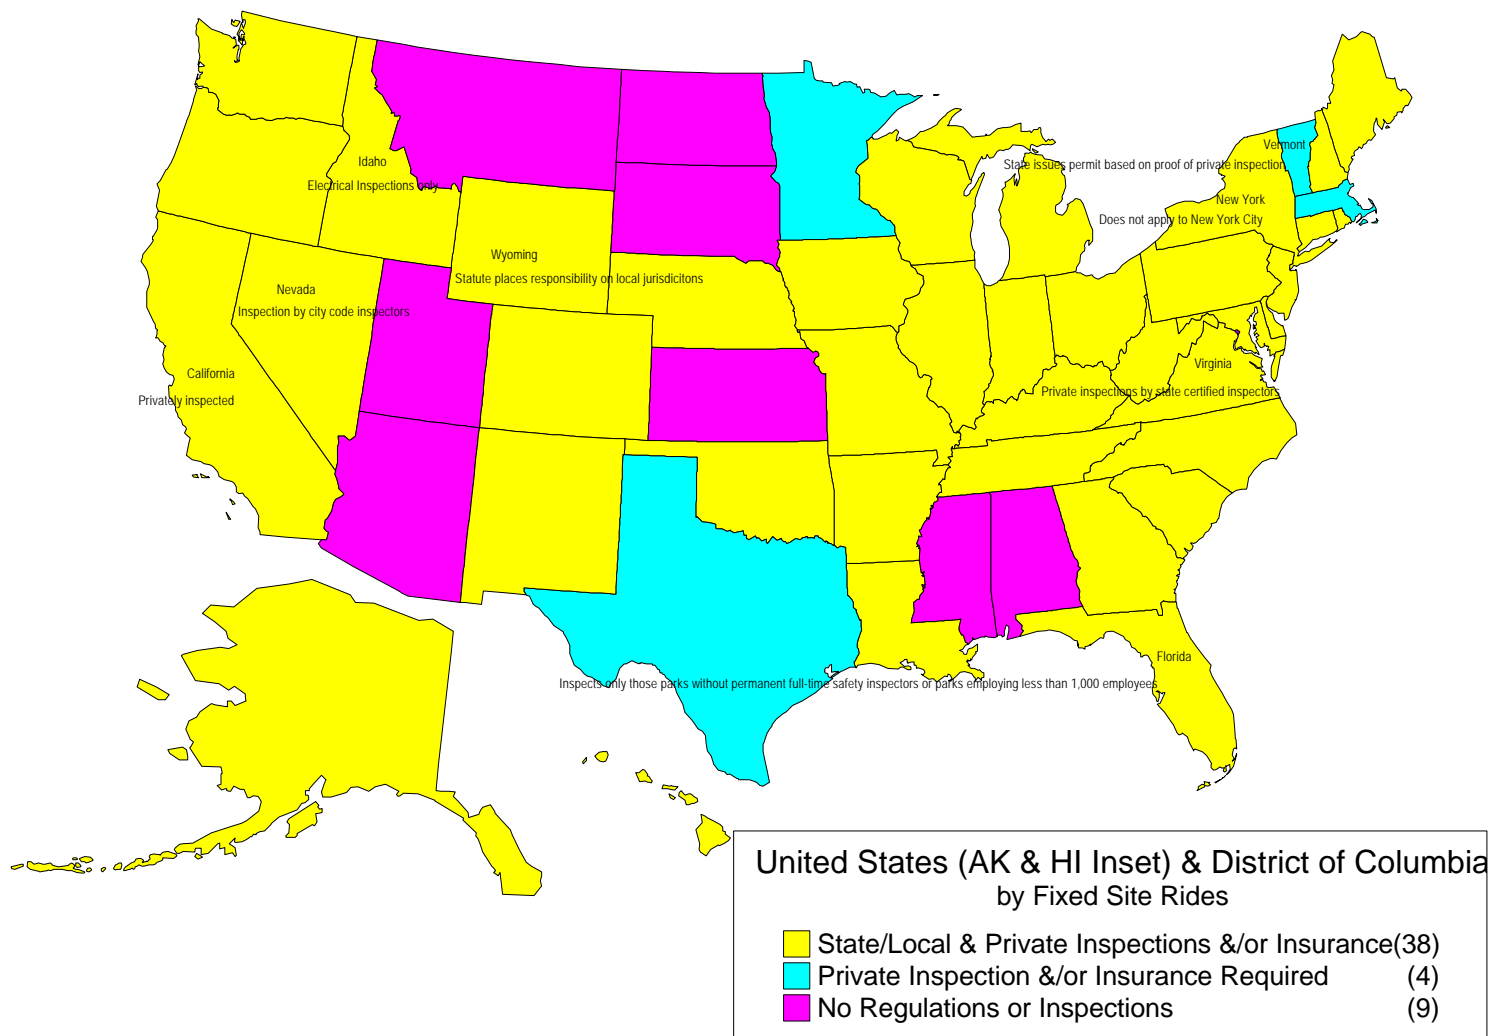 Idaho
Electrical Inspections only
Wyoming
Statute places responsibility on local jurisdicitons
Nevada
Inspection by city code inspectors
California
Privately inspected
Vermont
State issues permit based on proof of private inspection
New York
Does not apply to New York City
Virginia
Private inspections by state certified inspectors
Florida
Inspects only those parks without permanent full-time safety inspectors or parks employing less than 1,000 employees
United States (AK & HI Inset) & District of Columbia
by Fixed Site Rides
State/Local & Private Inspections &/or Insurance(38)
Private Inspection &/or Insurance Required (4)
No Regulations or Inspections (9)